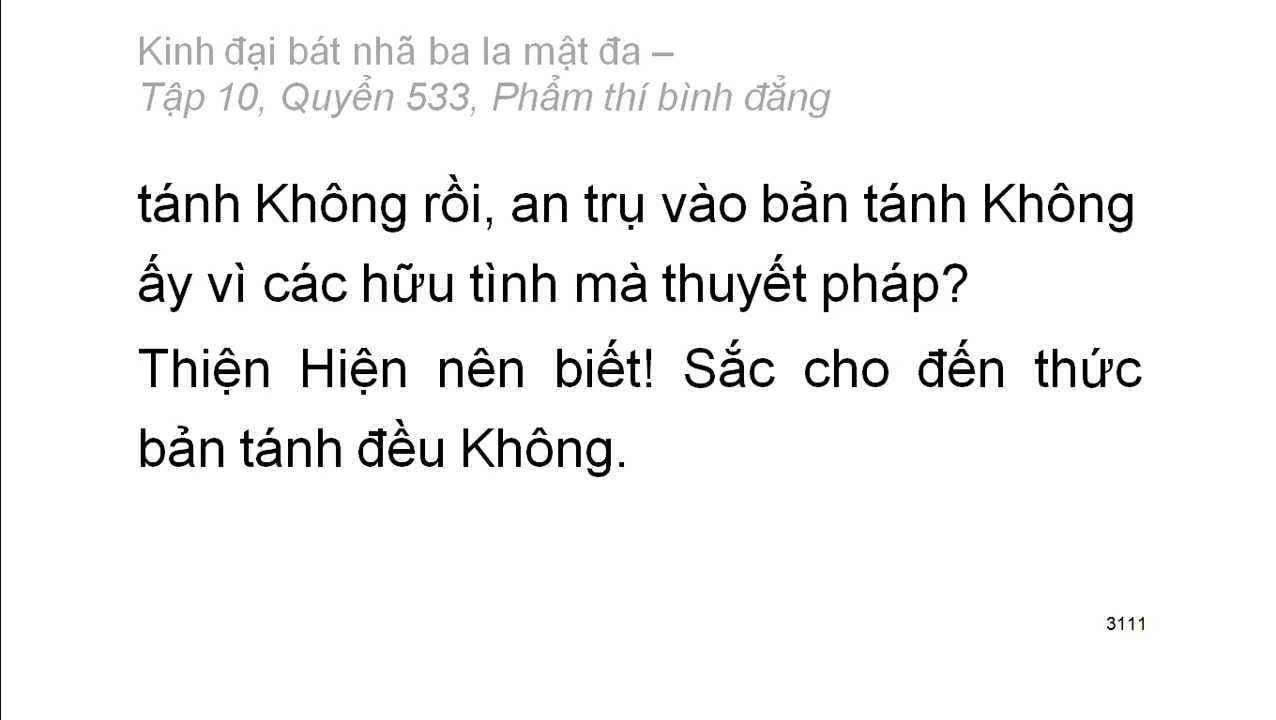 Kinh đại bát nhã ba la mật đa –
Tập 10, Quyển 533, Phẩm thí bình đẳng
tánh Không rồi, an trụ vào bản tánh Không
ấy vì các hữu tình mà thuyết pháp?
Thiện Hiện nên biết! Sắc cho đến thức
bản tánh đều Không.
3111